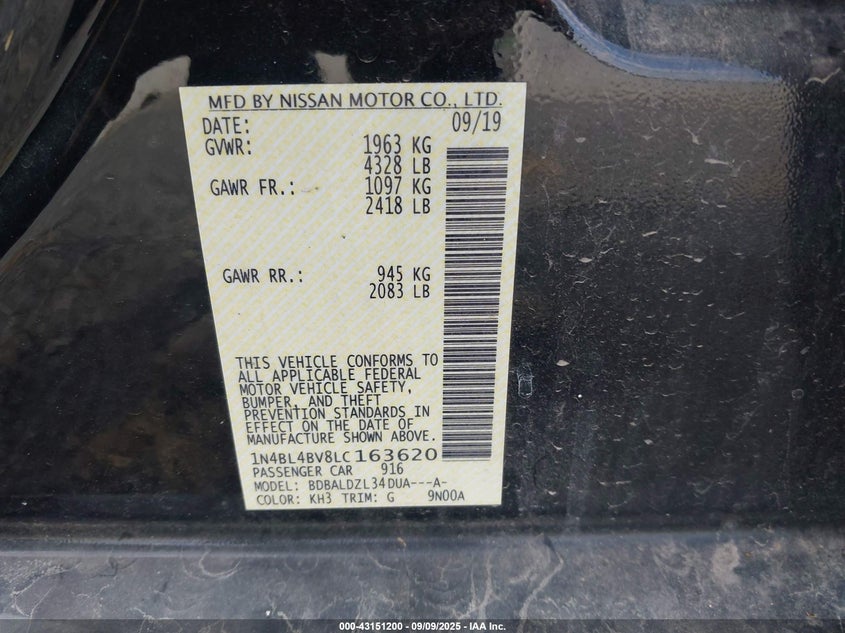 MFD BY NISSAN MOTOR CO., LTD.
DATE: 09/19
GVWR: 1963 KG
4328 LB
GAWR FR.: 1097 KG
2418 LB
GAWR RR.: 945 KG
2083 LB
THIS VEHICLE CONFORMS TO
ALL APPLICABLE FEDERAL
MOTOR VEHICLE SAFETY,
BUMPER, AND THEFT
PREVENTION STANDARDS IN
EFFECT ON THE DATE OF
MANUFACTURE SHOWN ABOVE.
1N4BL4BV8LC163620
PASSENGER CAR 916
MODEL: BDBALDZL34DUA---A-
COLOR: KH3 TRIM: G 9N00A
000-43151200 - 09/09/2025 - IAA Inc.